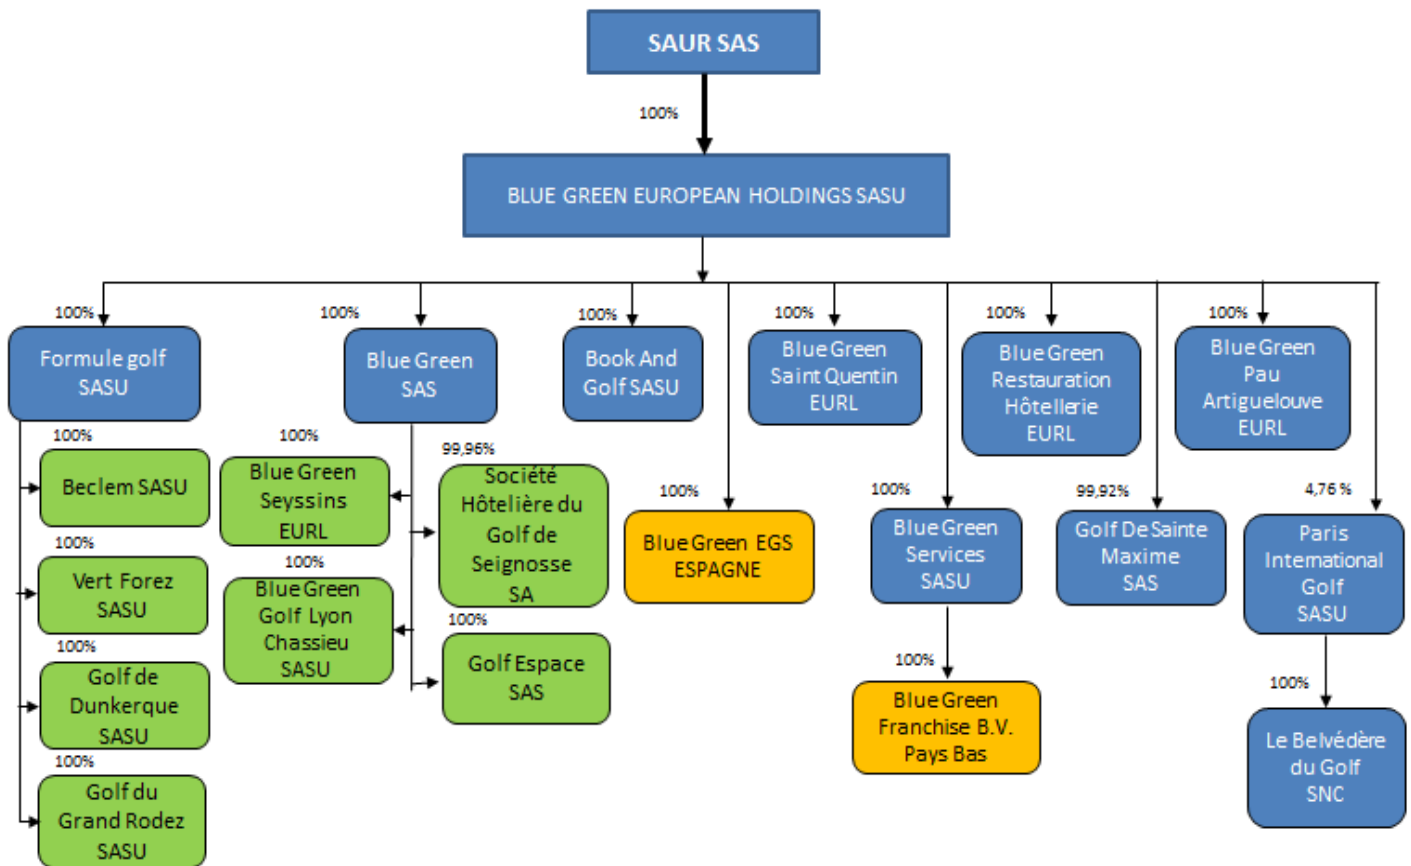 SAUR SAS
100%
BLUE GREEN EUROPEAN HOLDINGS SASU
100%
Formule golf
SASU
100%
Blue Green
SAS
100%
Book And
Golf SASU
100%
Blue Green
Saint Quentin
EURL
100%
Blue Green
Restauration
Hôtellerie
EURL
100%
Blue Green
Pau
Artiguelouve
EURL
100%
Beclem SASU
100%
Vert Forez
SASU
100%
Golf de
Dunkerque
SASU
100%
Golf du
Grand Rodez
SASU
100%
Blue Green
Seyssins
EURL
100%
Blue Green
Golf Lyon
Chassieu
SASU
99,96%
Société
Hôtelière du
Golf de
Seignosse
SA
100%
Golf Espace
SAS
100%
Blue Green EGS
ESPAGNE
100%
Blue Green
Services
SASU
100%
Blue Green
Franchise B.V.
Pays Bas
99,92%
Golf De Sainte
Maxime
SAS
4,76 %
Paris
International
Golf
SASU
100%
Le Belvédère
du Golf
SNC